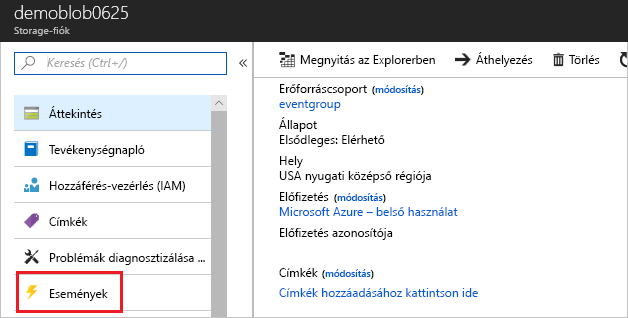 demoblob0625
Storage-fiók
Keresés (Ctrl+/)
«
Áttekintés
Tevékenységnapló
Hozzáférés-vezérlés (IAM)
Címkék
Problémák diagnosztizálása ...
Események
Megnyitás az Explorerben
Áthelyezés
Törlés
Erőforráscsoport (módosítás)
eventgroup
Állapot
Elsődleges: Elérhető
Hely
USA nyugati középső régiója
Előfizetés (módosítás)
Microsoft Azure – belső használat
Előfizetés azonosítója
Címkék (módosítás)
Címkék hozzáadásához kattintson ide